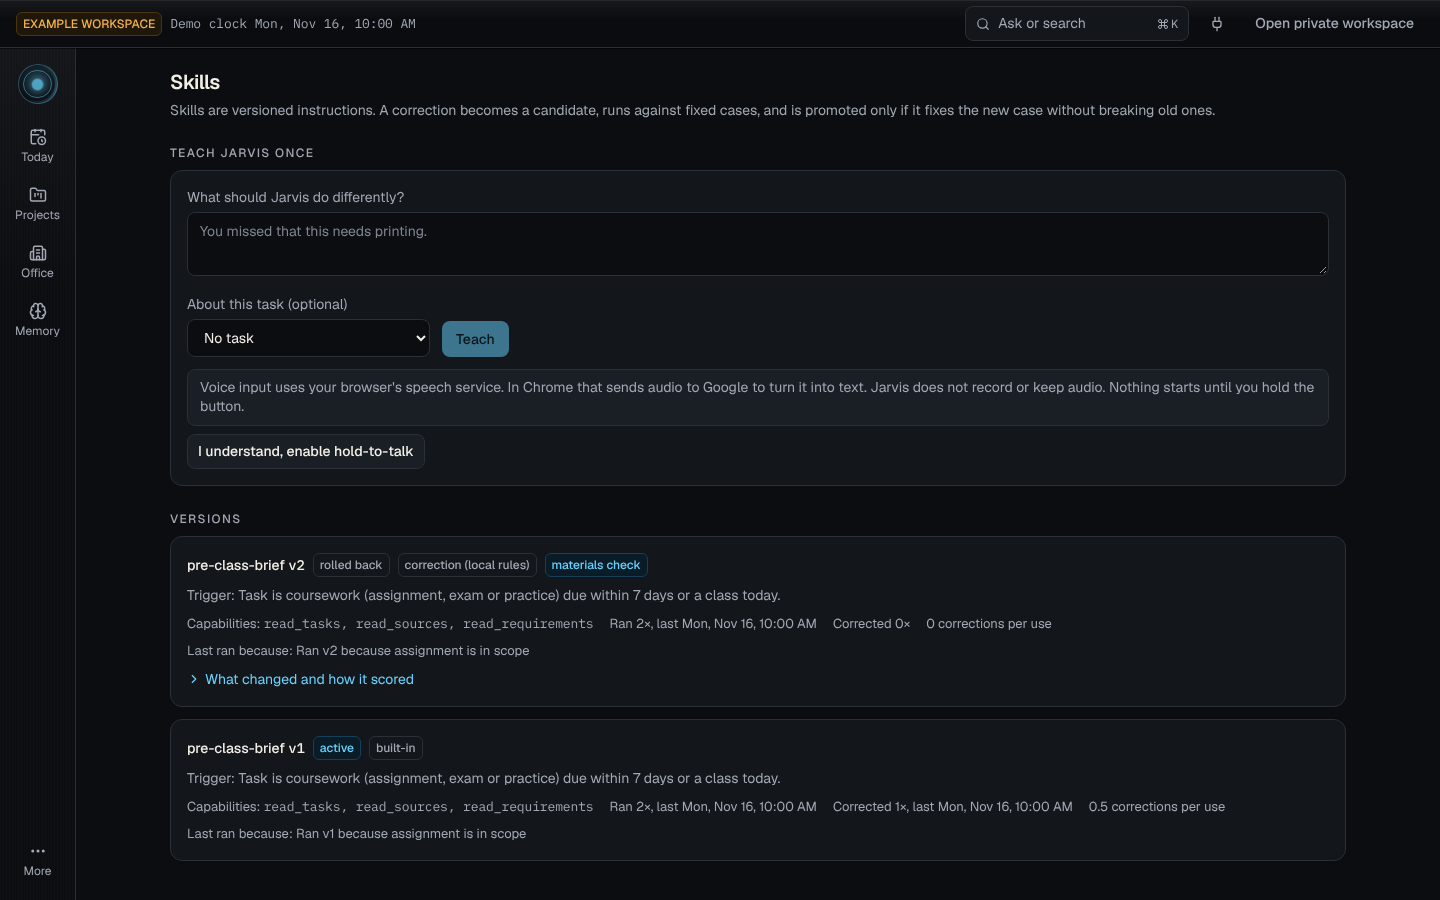 EXAMPLE WORKSPACE Demo clock Mon, Nov 16, 10:00 AM
Ask or search ⌘K
Open private workspace
Today
Projects
Office
Memory
More
Skills
Skills are versioned instructions. A correction becomes a candidate, runs against fixed cases, and is promoted only if it fixes the new case without breaking old ones.
TEACH JARVIS ONCE
What should Jarvis do differently?
You missed that this needs printing.
About this task (optional)
No task
Teach
Voice input uses your browser's speech service. In Chrome that sends audio to Google to turn it into text. Jarvis does not record or keep audio. Nothing starts until you hold the
button.
I understand, enable hold-to-talk
VERSIONS
pre-class-brief v2 rolled back correction (local rules) materials check
Trigger: Task is coursework (assignment, exam or practice) due within 7 days or a class today.
Capabilities: read_tasks, read_sources, read_requirements Ran 2×, last Mon, Nov 16, 10:00 AM Corrected 0× 0 corrections per use
Last ran because: Ran v2 because assignment is in scope
What changed and how it scored
pre-class-brief v1 active built-in
Trigger: Task is coursework (assignment, exam or practice) due within 7 days or a class today.
Capabilities: read_tasks, read_sources, read_requirements Ran 2×, last Mon, Nov 16, 10:00 AM Corrected 1×, last Mon, Nov 16, 10:00 AM 0.5 corrections per use
Last ran because: Ran v1 because assignment is in scope